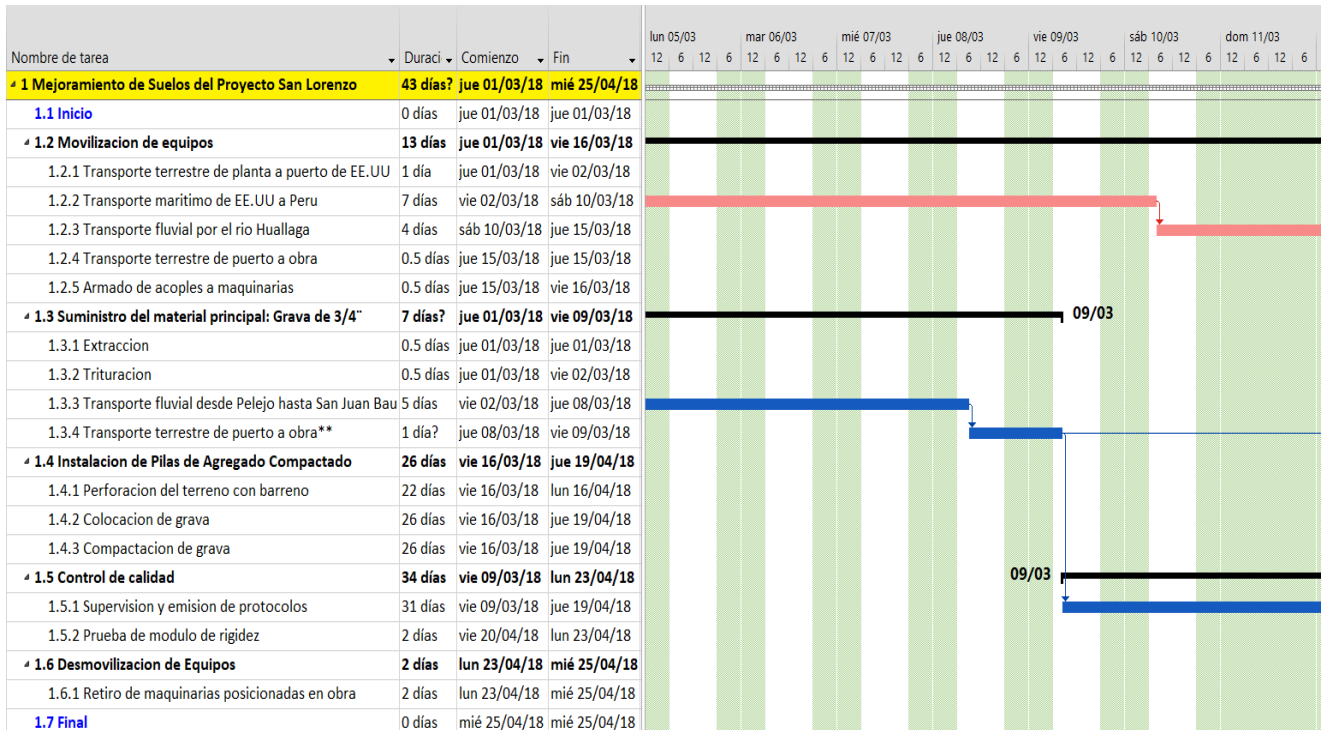 lun 05/03 mar 06/03 mié 07/03 jue 08/03 vie 09/03 sáb 10/03 dom 11/03
Nombre de tarea Duraci Comienzo Fin 12 6 12 6 12 6 12 6 12 6 12 6 12 6 12 6 12 6 12 6 12 6 12 6 12 6 12 6
1 Mejoramiento de Suelos del Proyecto San Lorenzo 43 días? jue 01/03/18 mié 25/04/18
1.1 Inicio 0 días jue 01/03/18 jue 01/03/18
1.2 Movilizacion de equipos 13 días jue 01/03/18 vie 16/03/18
1.2.1 Transporte terrestre de planta a puerto de EE.UU 1 día jue 01/03/18 vie 02/03/18
1.2.2 Transporte maritimo de EE.UU a Peru 7 días vie 02/03/18 sáb 10/03/18
1.2.3 Transporte fluvial por el rio Huallaga 4 días sáb 10/03/18 jue 15/03/18
1.2.4 Transporte terrestre de puerto a obra 0.5 días jue 15/03/18 jue 15/03/18
1.2.5 Armado de acoples a maquinarias 0.5 días jue 15/03/18 vie 16/03/18
1.3 Suministro del material principal: Grava de 3/4¨ 7 días? jue 01/03/18 vie 09/03/18 09/03
1.3.1 Extraccion 0.5 días jue 01/03/18 jue 01/03/18
1.3.2 Trituracion 0.5 días jue 01/03/18 vie 02/03/18
1.3.3 Transporte fluvial desde Pelejo hasta San Juan Bau 5 días vie 02/03/18 jue 08/03/18
1.3.4 Transporte terrestre de puerto a obra** 1 día? jue 08/03/18 vie 09/03/18
1.4 Instalacion de Pilas de Agregado Compactado 26 días vie 16/03/18 jue 19/04/18
1.4.1 Perforacion del terreno con barreno 22 días vie 16/03/18 lun 16/04/18
1.4.2 Colocacion de grava 26 días vie 16/03/18 jue 19/04/18
1.4.3 Compactacion de grava 26 días vie 16/03/18 jue 19/04/18
1.5 Control de calidad 34 días vie 09/03/18 lun 23/04/18 09/03
1.5.1 Supervision y emision de protocolos 31 días vie 09/03/18 jue 19/04/18
1.5.2 Prueba de modulo de rigidez 2 días vie 20/04/18 lun 23/04/18
1.6 Desmovilizacion de Equipos 2 días lun 23/04/18 mié 25/04/18
1.6.1 Retiro de maquinarias posicionadas en obra 2 días lun 23/04/18 mié 25/04/18
1.7 Final 0 días mié 25/04/18 mié 25/04/18